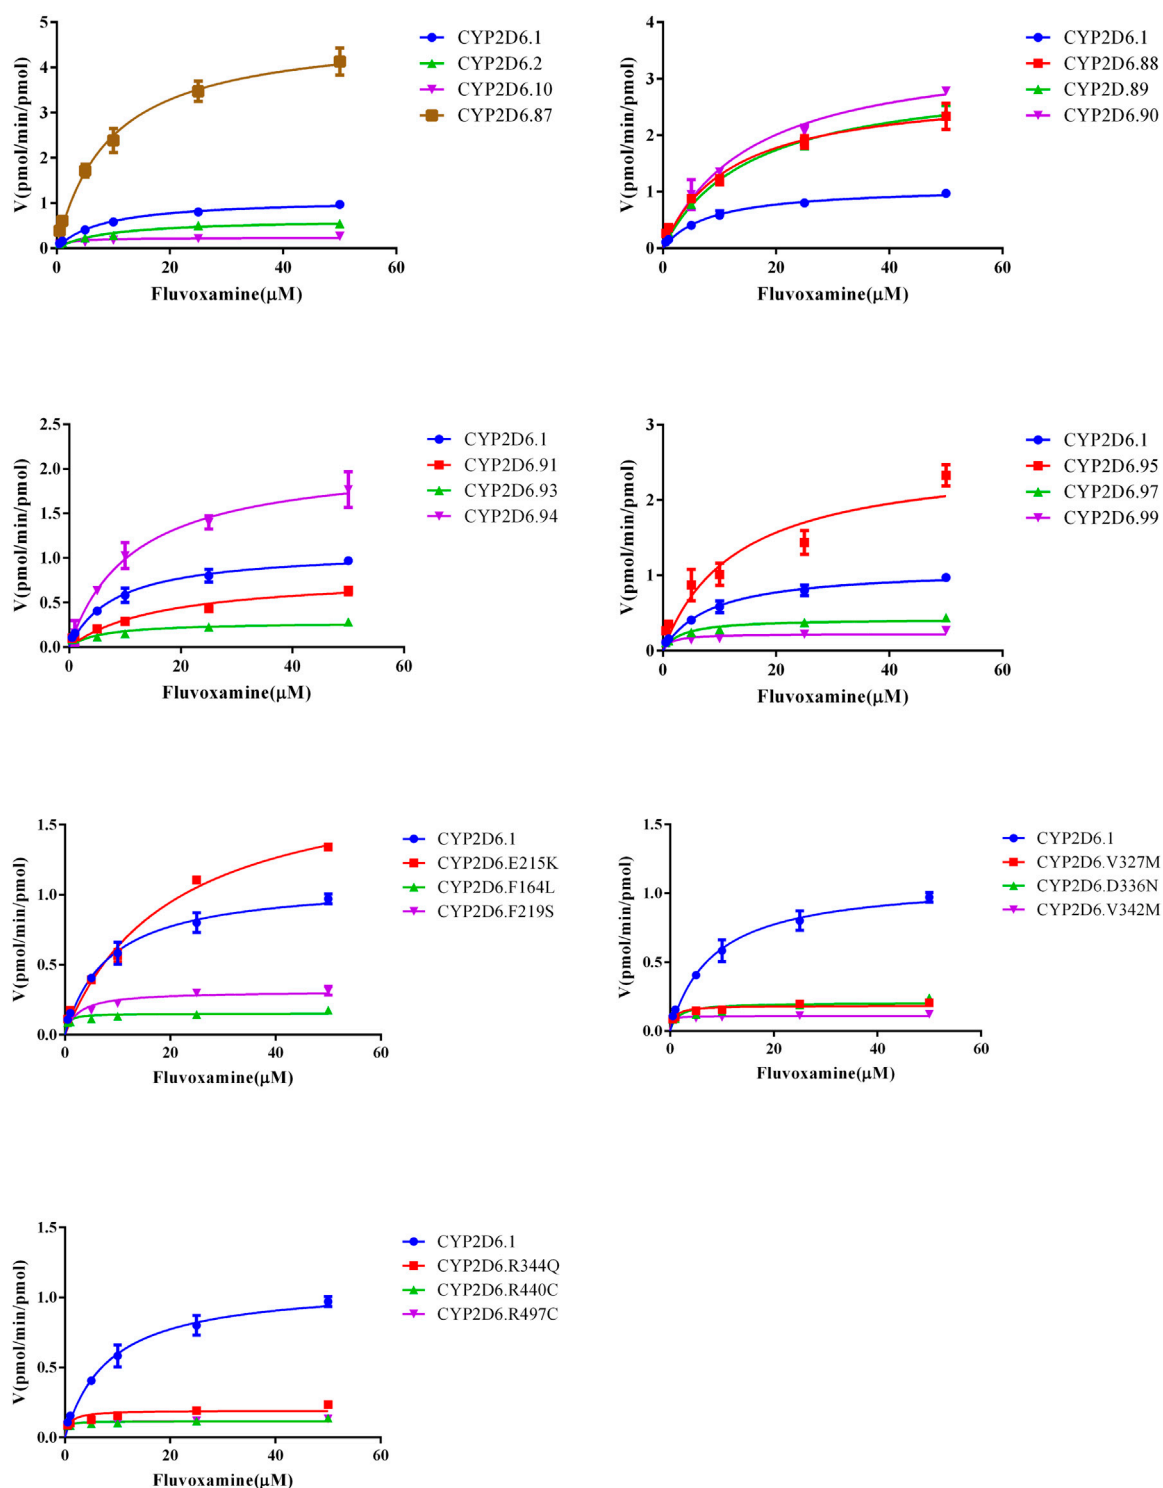 5
4
3
2
1
0
0
20
40
60
V(pmol/min/pmol)
Fluvoxamine(μM)
CYP2D6.1
CYP2D6.2
CYP2D6.10
CYP2D6.87
4
3
2
1
0
0
20
40
60
V(pmol/min/pmol)
Fluvoxamine(μM)
CYP2D6.1
CYP2D6.88
CYP2D.89
CYP2D6.90
2.5
2.0
1.5
1.0
0.5
0.0
0
20
40
60
V(pmol/min/pmol)
Fluvoxamine(μM)
CYP2D6.1
CYP2D6.91
CYP2D6.93
CYP2D6.94
3
2
1
0
0
20
40
60
V(pmol/min/pmol)
Fluvoxamine(μM)
CYP2D6.1
CYP2D6.95
CYP2D6.97
CYP2D6.99
1.5
1.0
0.5
0.0
0
20
40
60
V(pmol/min/pmol)
Fluvoxamine(μM)
CYP2D6.1
CYP2D6.E215K
CYP2D6.F164L
CYP2D6.F219S
1.5
1.0
0.5
0.0
0
20
40
60
V(pmol/min/pmol)
Fluvoxamine(μM)
CYP2D6.1
CYP2D6.V327M
CYP2D6.D336N
CYP2D6.V342M
1.5
1.0
0.5
0.0
0
20
40
60
V(pmol/min/pmol)
Fluvoxamine(μM)
CYP2D6.1
CYP2D6.R344Q
CYP2D6.R440C
CYP2D6.R497C